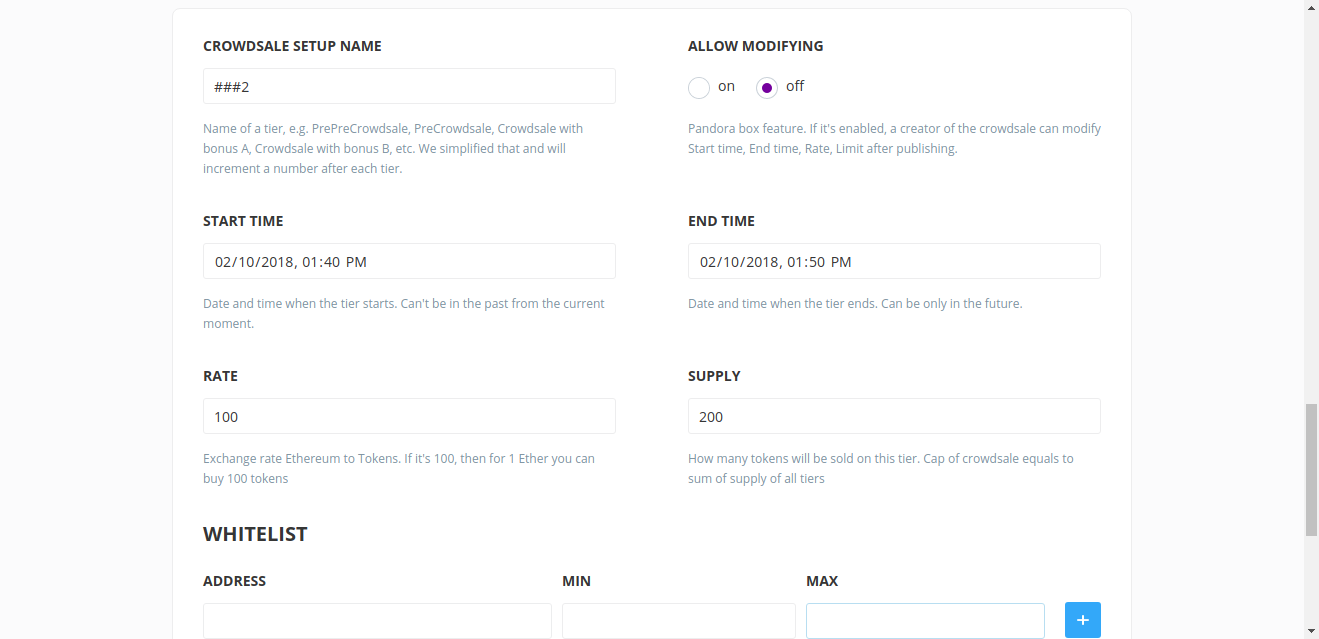 CROWDSALE SETUP NAME
ALLOW MODIFYING
###2
on
off
Name of a tier, e.g. PrePreCrowdsale, PreCrowdsale, Crowdsale with
bonus A, Crowdsale with bonus B, etc. We simplified that and will
increment a number after each tier.
Pandora box feature. If it's enabled, a creator of the crowdsale can modify
Start time, End time, Rate, Limit after publishing.
START TIME
END TIME
02/10/2018, 01:40 PM
02/10/2018, 01:50 PM
Date and time when the tier starts. Can't be in the past from the current
moment.
Date and time when the tier ends. Can be only in the future.
RATE
SUPPLY
100
200
Exchange rate Ethereum to Tokens. If it's 100, then for 1 Ether you can
buy 100 tokens
How many tokens will be sold on this tier. Cap of crowdsale equals to
sum of supply of all tiers
WHITELIST
ADDRESS
MIN
MAX
+